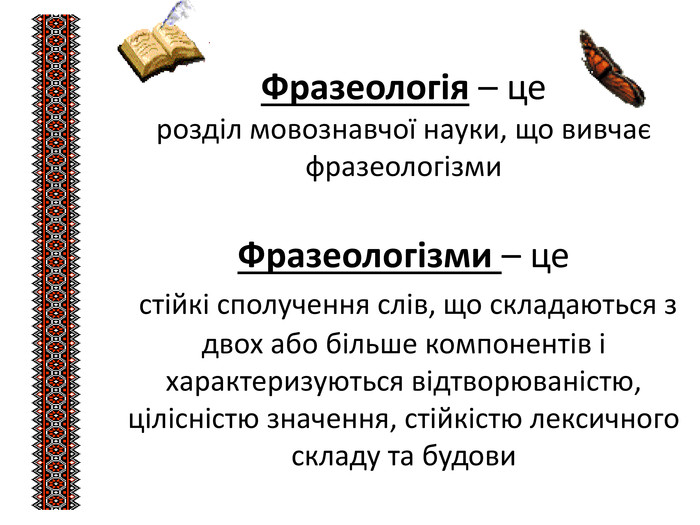 Фразеологія – це
розділ мовознавчої науки, що вивчає
фразеологізми
Фразеологізми – це
стійкі сполучення слів, що складаються з
двох або більше компонентів і
характеризуються відтворюваністю,
цілісністю значення, стійкістю лексичного
складу та будови